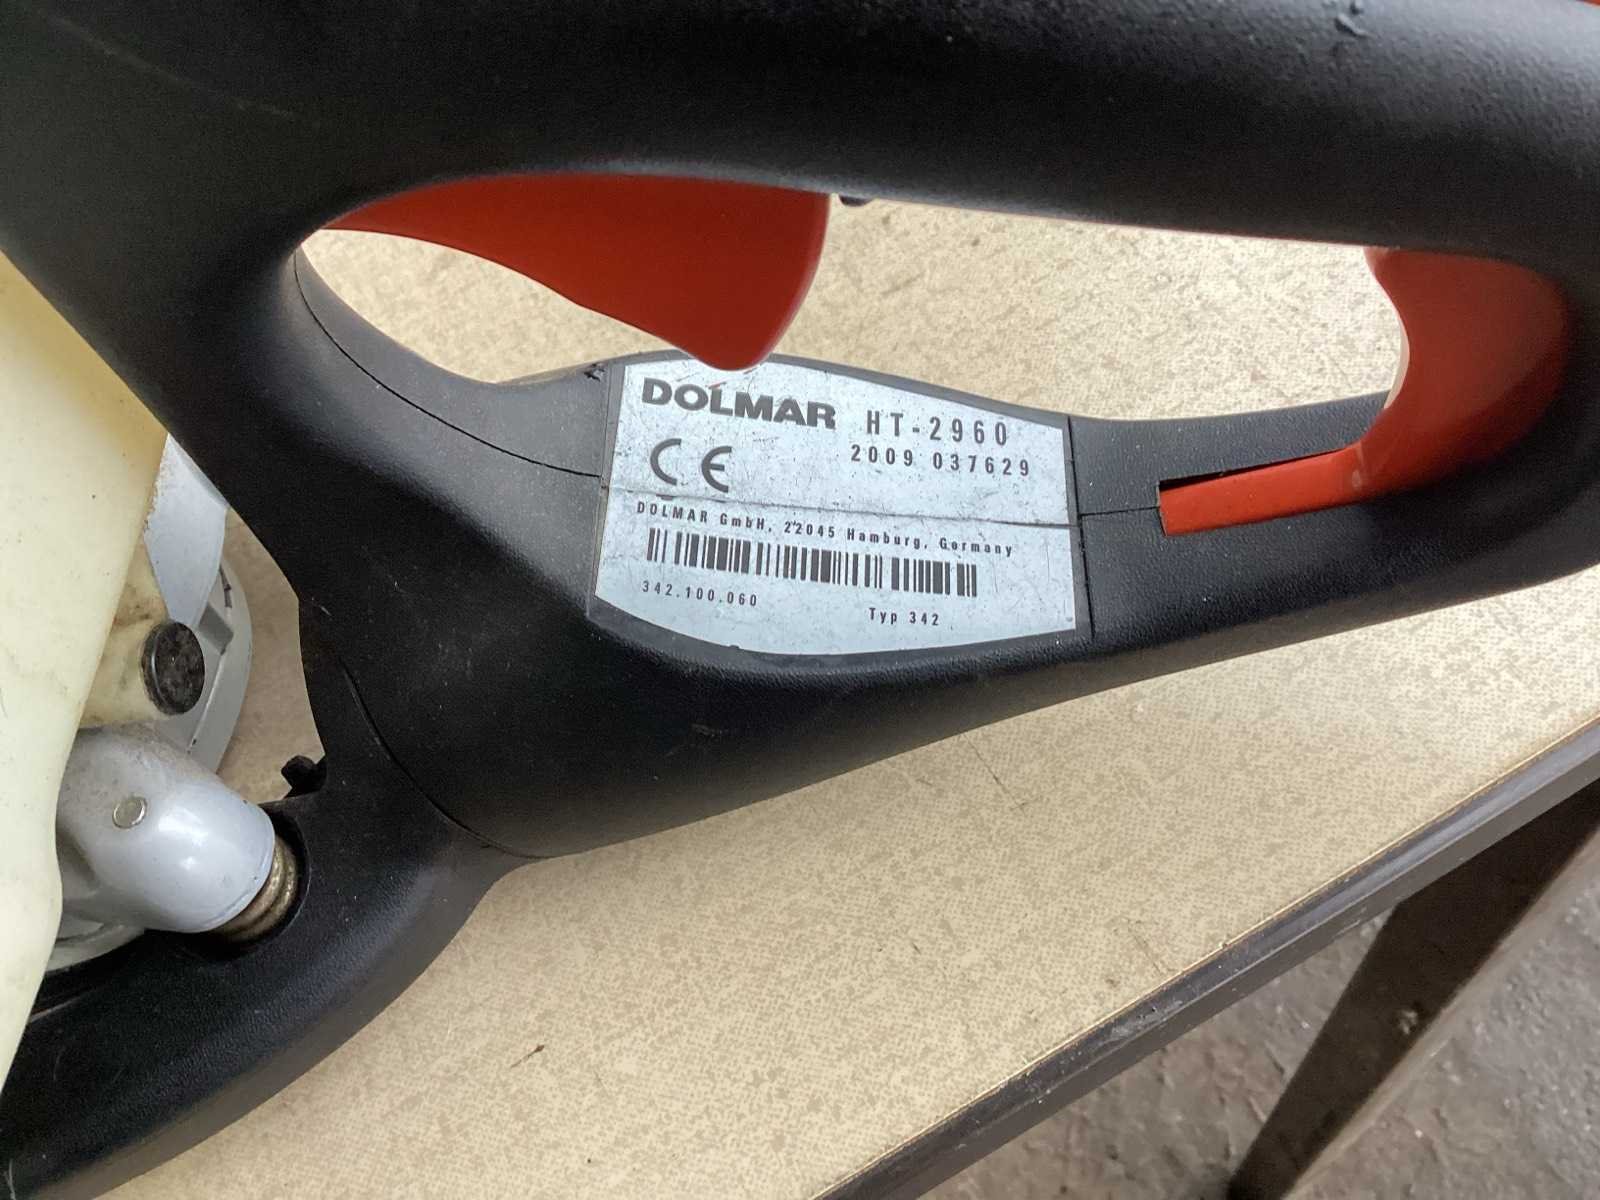 DOLMAR HT-2960
2009 037629
CE
DOLMAR GmbH, 22045 Hamburg, Germany
342.100.060 Typ 342